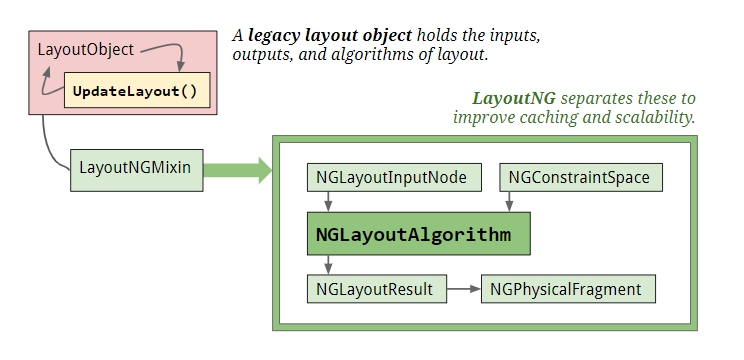 LayoutObject
UpdateLayout()
A legacy layout object holds the inputs,
outputs, and algorithms of layout.
LayoutNG separates these to
improve caching and scalability.
LayoutNGMixin
NGLayoutInputNode
NGConstraintSpace
NGLayoutAlgorithm
NGLayoutResult
NGPhysicalFragment